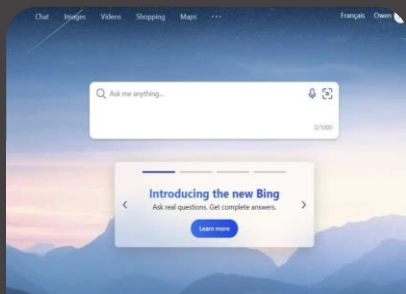 Chat Images Videos Shopping Maps ··· Français Owen
Ask me anything...
0/1000
Introducing the new Bing
Ask real questions. Get complete answers.
Learn more